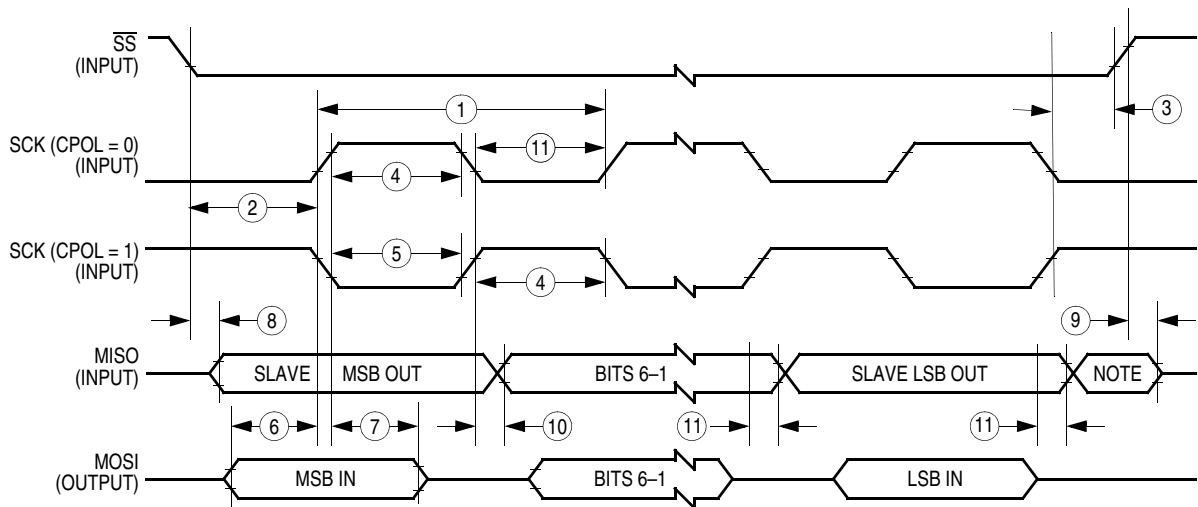 SS
(INPUT)
1
3
SCK (CPOL = 0)
(INPUT)
11
4
2
SCK (CPOL = 1)
(INPUT)
5
4
8
9
MISO
(INPUT)
SLAVE MSB OUT
BITS 6–1
SLAVE LSB OUT
NOTE
6
7
10
11
11
MOSI
(OUTPUT)
MSB IN
BITS 6–1
LSB IN